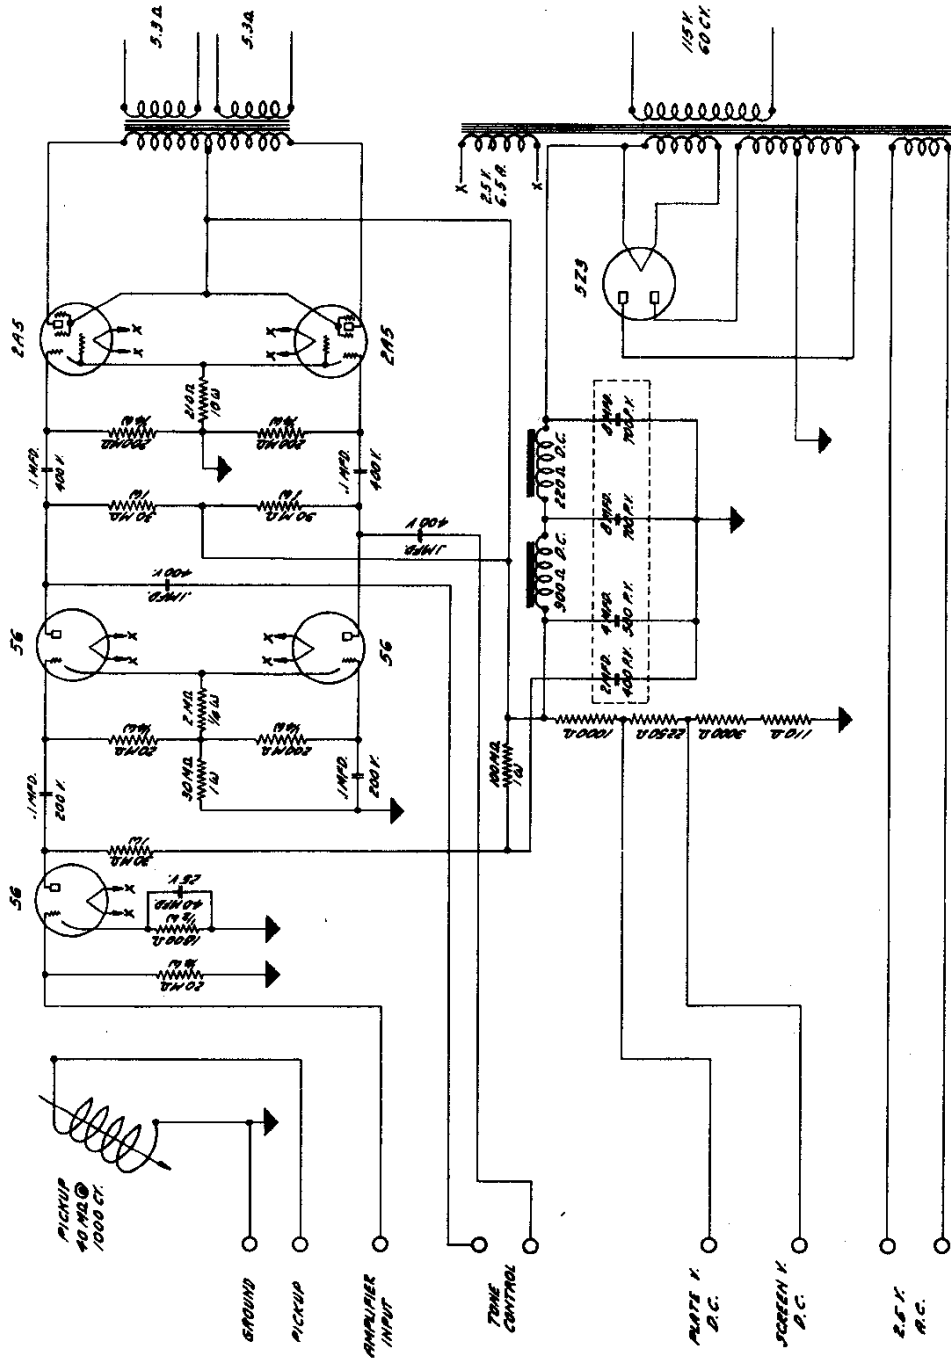 5.3 Ω
5.3 Ω
115 V.
60 CY.
2.5 V.
6.5 A.
X
X
5Z3
2A5
X
X
X
X
2A5
210 Ω
10 W
200 MΩ
½ W
200 MΩ
½ W
.1 MFD.
400 V.
.1 MFD.
400 V.
30 MΩ
1 W
30 MΩ
1 W
.1 MFD.
400 V.
.1 MFD.
400 V
220 Ω D.C.
900 Ω D.C.
8 MFD.
700 P.V.
8 MFD.
700 P.V.
4 MFD.
500 P.V.
2 MFD.
400 P.V.
56
X
X
X
X
56
2 MΩ
½ W
20 MΩ
½ W
200 MΩ
½ W
30 MΩ
1 W
.1 MFD.
200 V.
.1 MFD.
200 V.
100 MΩ
1 W
1000 Ω
2250 Ω
3000 Ω
110 Ω
30 MΩ
1 W
56
X
X
25 V.
40 MFD.
½ W
1800 Ω
½ W
20 MΩ
PICKUP
40 MΩ @
1000 CY.
GROUND
PICKUP
AMPLIFIER
INPUT
TONE
CONTROL
PLATE V.
D.C.
SCREEN V.
D.C.
2.5 V.
A.C.